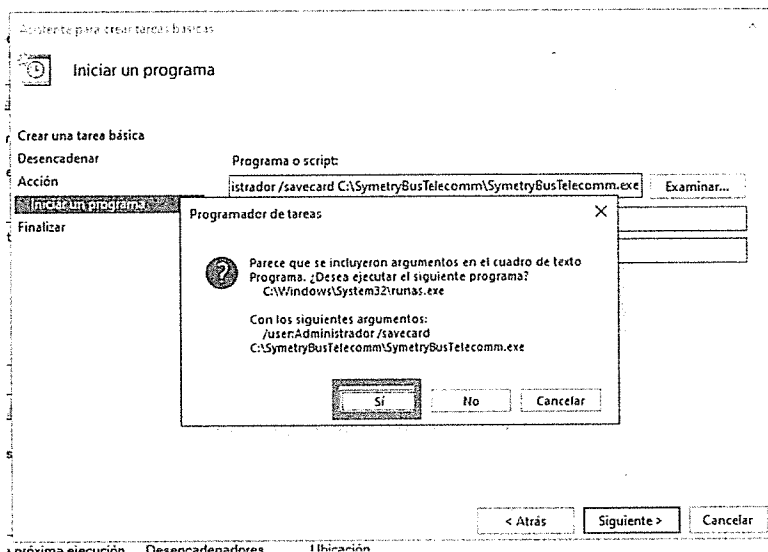 Asistente para crear tareas básicas
Iniciar un programa
Crear una tarea básica
Desencadenar
Acción
Iniciar un programa
Finalizar
Programa o script:
istrador /savecard C:\SymetryBusTelecomm\SymetryBusTelecomm.exe
Examinar...
Programador de tareas
Parece que se incluyeron argumentos en el cuadro de texto
Programa. ¿Desea ejecutar el siguiente programa?
C:\Windows\System32\runas.exe
Con los siguientes argumentos:
/user:Administrador /savecard
C:\SymetryBusTelecomm\SymetryBusTelecomm.exe
Sí
No
Cancelar
< Atrás
Siguiente >
Cancelar
próxima ejecución
Desencadenadores
Ubicación